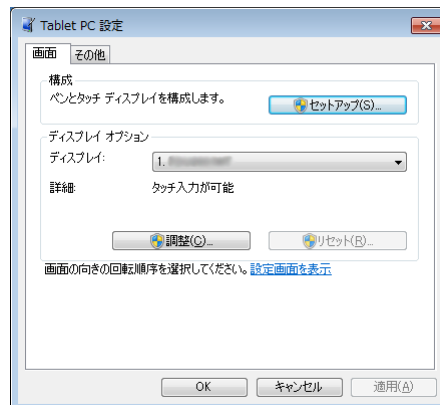 Tablet PC 設定
画面 その他
構成
ペンとタッチ ディスプレイを構成します。 セットアップ(S)...
ディスプレイ オプション
ディスプレイ: 1.
詳細: タッチ入力が可能
調整(C)... リセット(R)...
画面の向きの回転順序を選択してください。 設定画面を表示
OK キャンセル 適用(A)